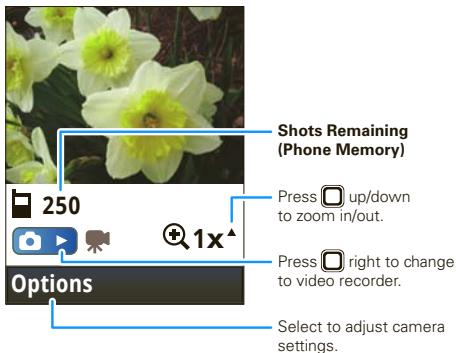 Shots Remaining
(Phone Memory)
250
Press up/down
to zoom in/out.
1x
Press right to change
to video recorder.
Options
Select to adjust camera
settings.